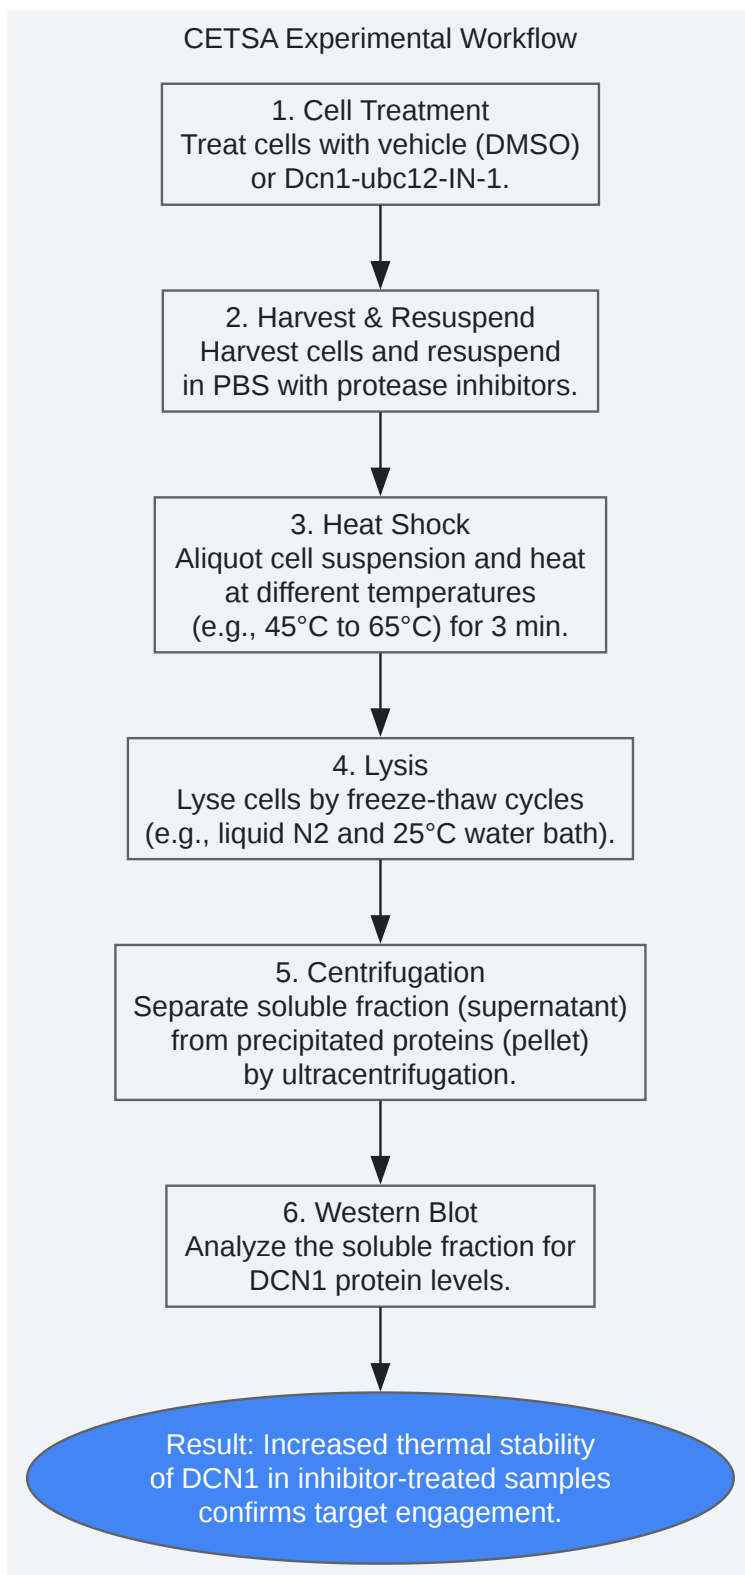 CETSA Experimental Workflow
1. Cell Treatment
Treat cells with vehicle (DMSO)
or Dcn1-ubc12-IN-1.
2. Harvest & Resuspend
Harvest cells and resuspend
in PBS with protease inhibitors.
3. Heat Shock
Aliquot cell suspension and heat
at different temperatures
(e.g., 45°C to 65°C) for 3 min.
4. Lysis
Lyse cells by freeze-thaw cycles
(e.g., liquid N2 and 25°C water bath).
5. Centrifugation
Separate soluble fraction (supernatant)
from precipitated proteins (pellet)
by ultracentrifugation.
6. Western Blot
Analyze the soluble fraction for
DCN1 protein levels.
Result: Increased thermal stability
of DCN1 in inhibitor-treated samples
confirms target engagement.